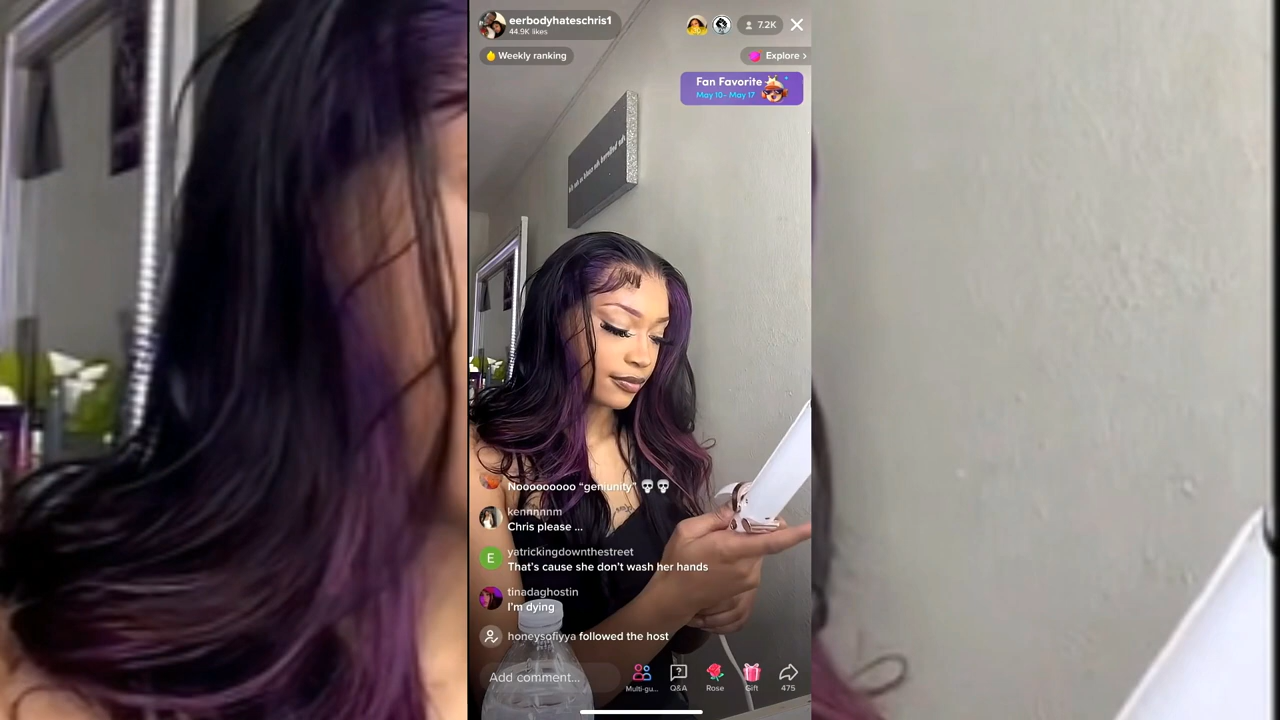 eerbodyhateschris1
44.9K likes
7.2K
Weekly ranking
Explore >
Fan Favorite
May 10- May 17
Nooooooooo “geniunity” 💀💀
kennnnnm
Chris please ...
E
yatrickingdownthestreet
That's cause she don't wash her hands
tinadaghostin
I'm dying
honeysofiyya followed the host
Add comment...
Multi-gu...
Q&A
Rose
Gift
475